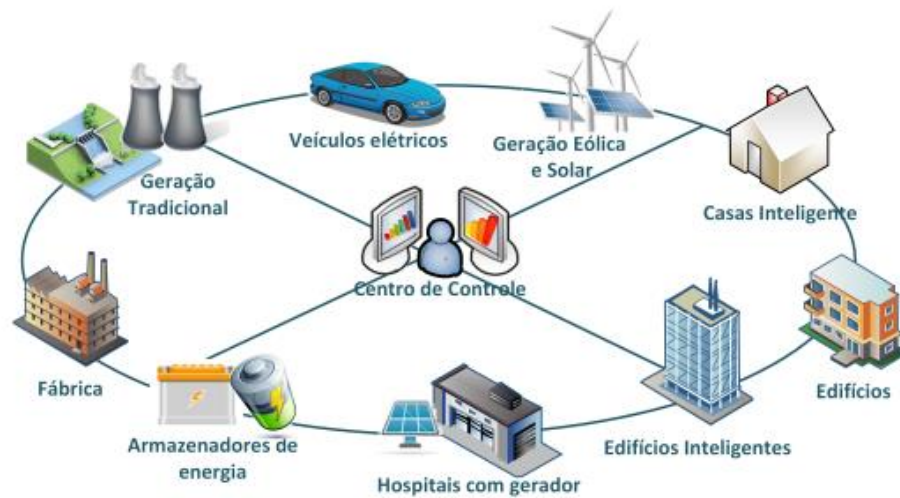 Veículos elétricos
Geração Eólica
e Solar
Geração
Tradicional
Casas Inteligente
Centro de Controle
Fábrica
Edifícios
Armazenadores de
energia
Hospitais com gerador
Edifícios Inteligentes